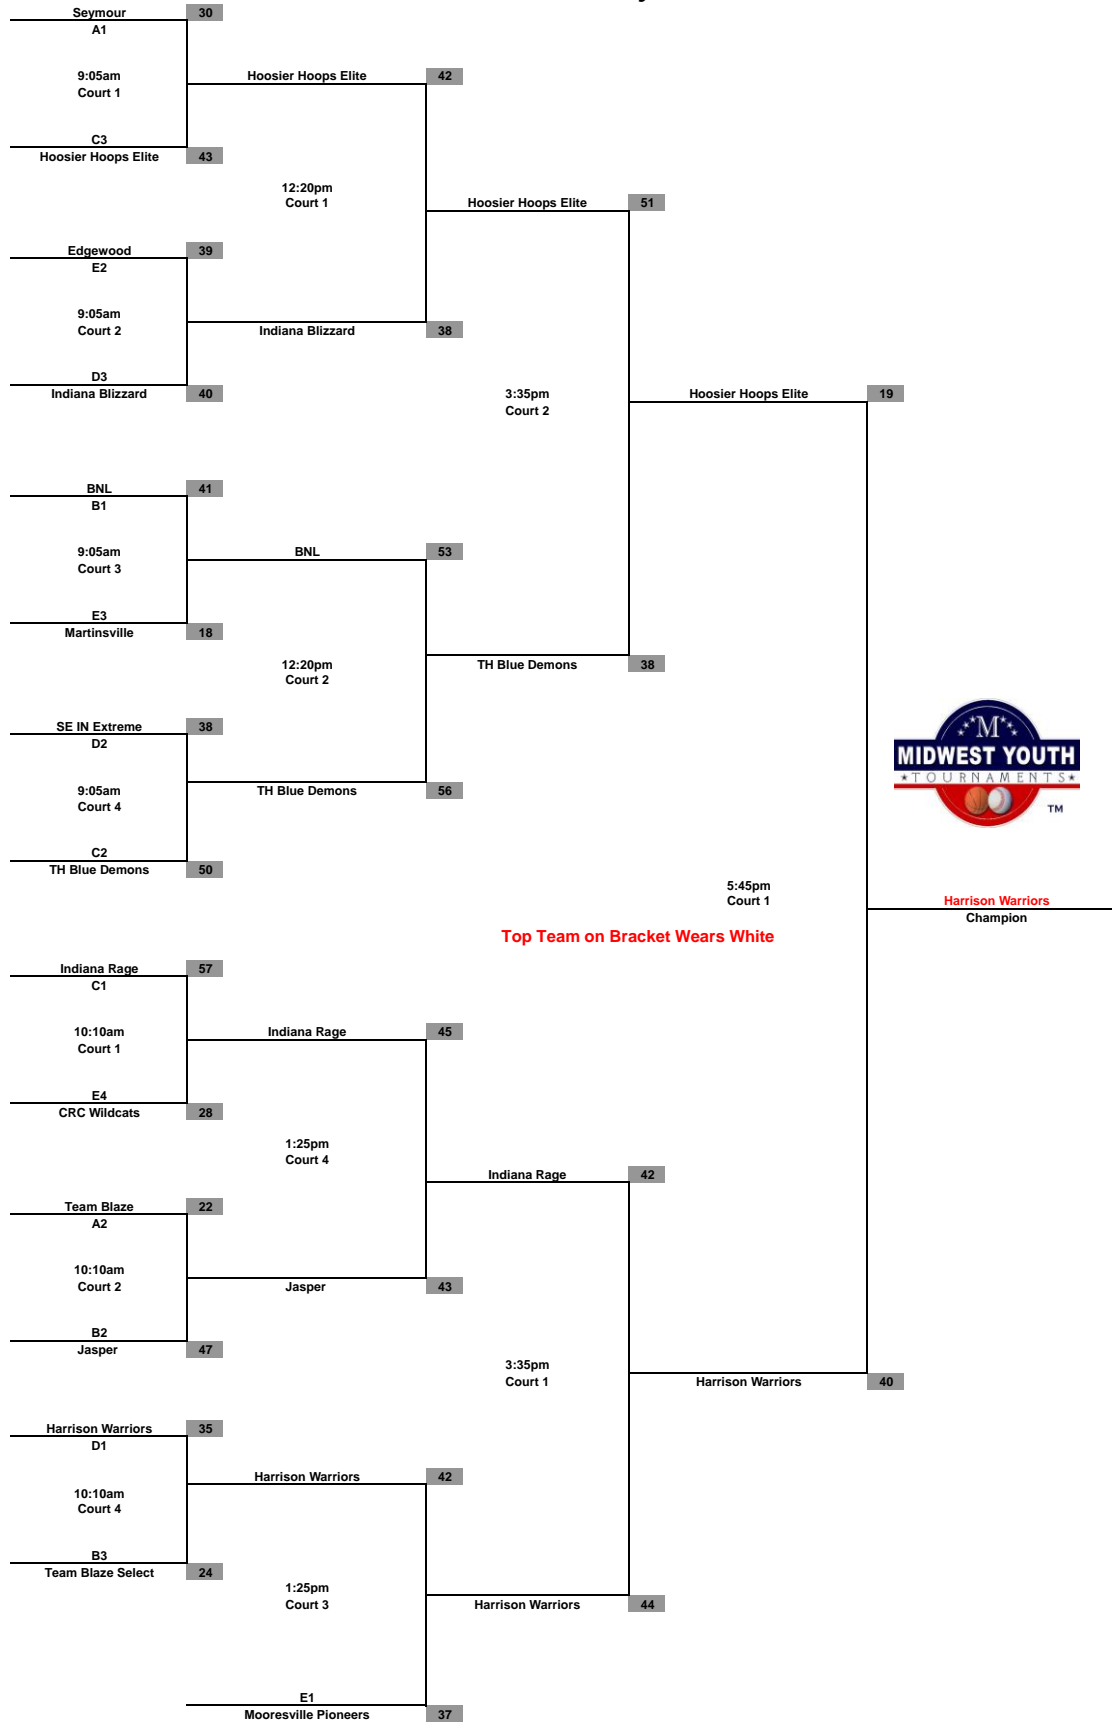 Seymour 30
A1
9:05am
Court 1
Hoosier Hoops Elite 42
C3
Hoosier Hoops Elite 43
12:20pm
Court 1
Hoosier Hoops Elite 51
Edgewood 39
E2
9:05am
Court 2
Indiana Blizzard 38
D3
Indiana Blizzard 40
3:35pm
Court 2
Hoosier Hoops Elite 19
BNL 41
B1
9:05am
Court 3
BNL 53
E3
Martinsville 18
12:20pm
Court 2
TH Blue Demons 38
SE IN Extreme 38
D2
9:05am
Court 4
TH Blue Demons 56
C2
TH Blue Demons 50
M
MIDWEST YOUTH
TOURNAMENTS
TM
5:45pm
Court 1
Harrison Warriors
Champion
Top Team on Bracket Wears White
Indiana Rage 57
C1
10:10am
Court 1
Indiana Rage 45
E4
CRC Wildcats 28
1:25pm
Court 4
Indiana Rage 42
Team Blaze 22
A2
10:10am
Court 2
Jasper 43
B2
Jasper 47
3:35pm
Court 1
Harrison Warriors 40
Harrison Warriors 35
D1
10:10am
Court 4
Harrison Warriors 42
B3
Team Blaze Select 24
1:25pm
Court 3
Harrison Warriors 44
E1
Mooresville Pioneers 37